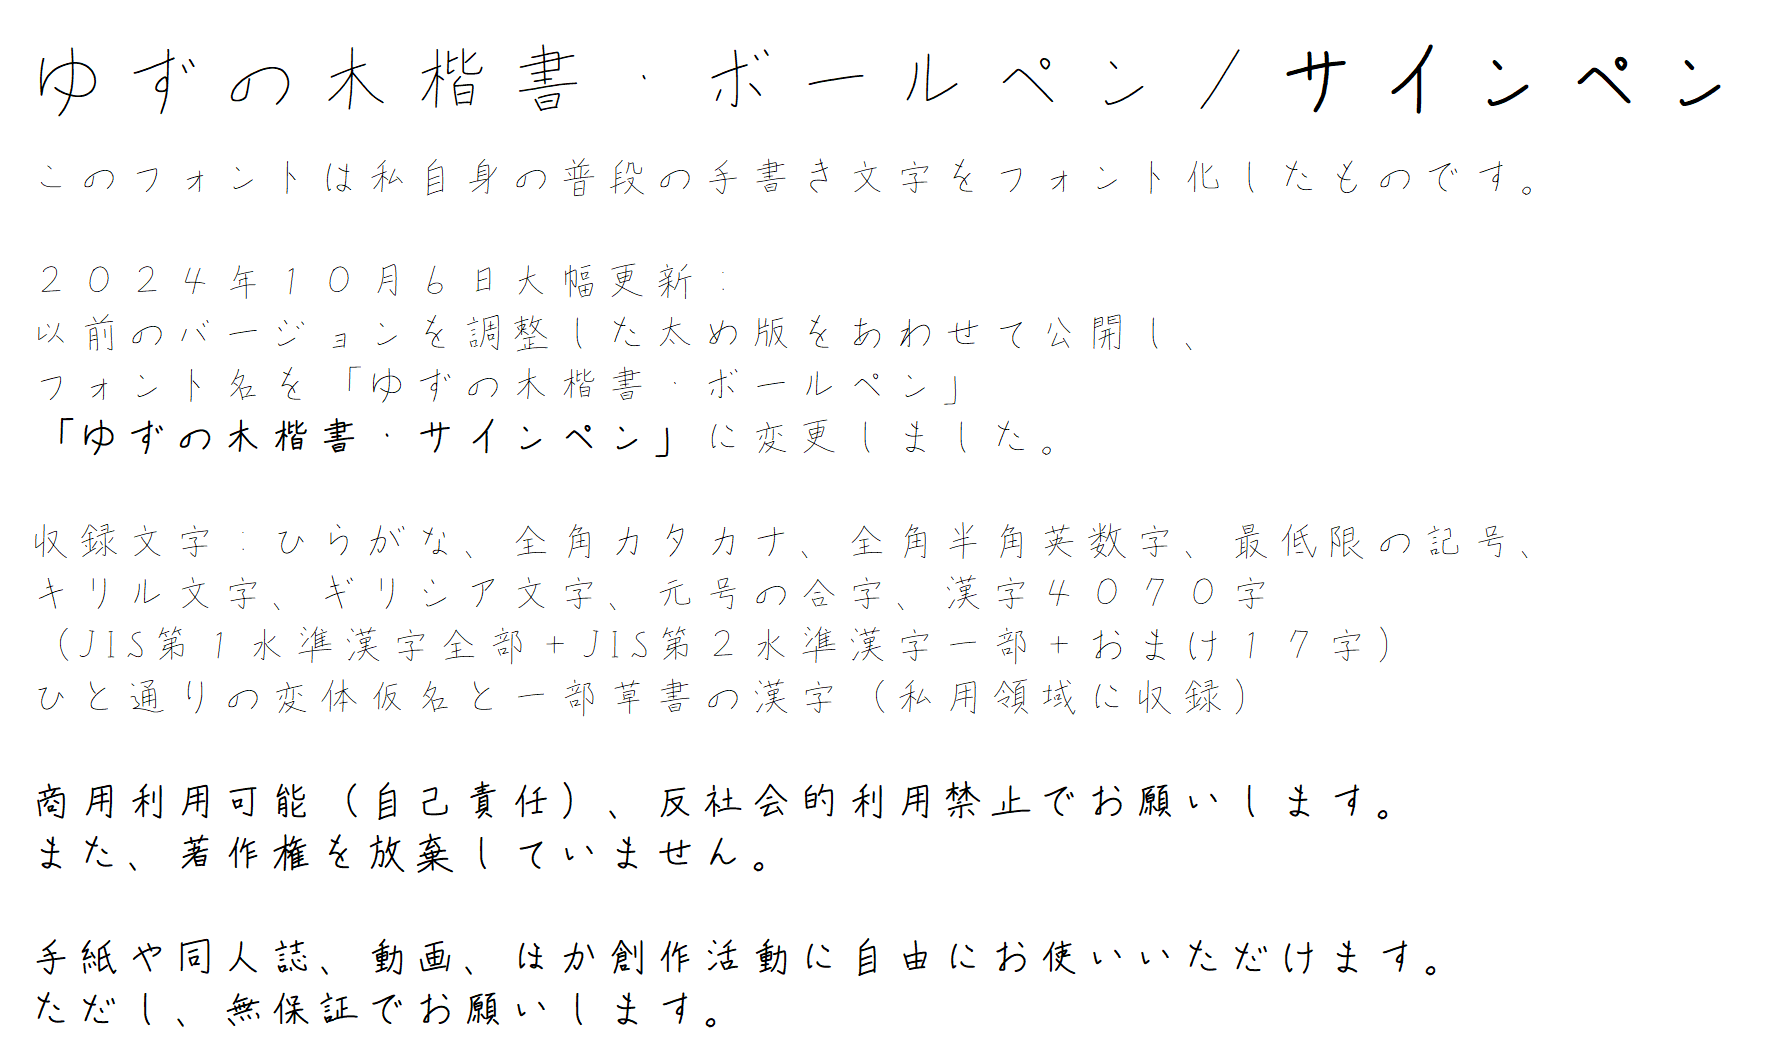 ゆずの木楷書・ボールペン/サインペン
このフォントは私自身の普段の手書き文字をフォント化したものです。
２０２４年１０月６日大幅更新：
以前のバージョンを調整した太め版をあわせて公開し、
フォント名を「ゆずの木楷書・ボールペン」
「ゆずの木楷書・サインペン」に変更しました。
収録文字：ひらがな、全角カタカナ、全角半角英数字、最低限の記号、
キリル文字、ギリシア文字、元号の合字、漢字４０７０字
（JIS第１水準漢字全部＋JIS第２水準漢字一部＋おまけ１７字）
ひと通りの変体仮名と一部草書の漢字（私用領域に収録）
商用利用可能（自己責任）、反社会的利用禁止でお願いします。
また、著作権を放棄していません。
手紙や同人誌、動画、ほか創作活動に自由にお使いいただけます。
ただし、無保証でお願いします。